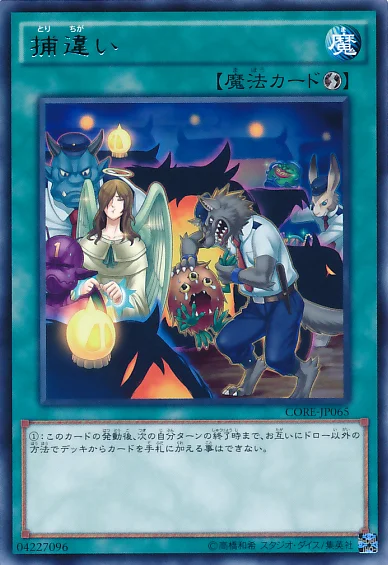 とり ちが
捕違い
魔
ま ほう
【魔法カード】
1
CORE-JP065
①:このカードの発動後、次の自分ターンの終了時まで、お互いにドロー以外の
方法でデッキからカードを手札に加える事はできない。
04227096
©高橋和希 スタジオ・ダイス/集英社